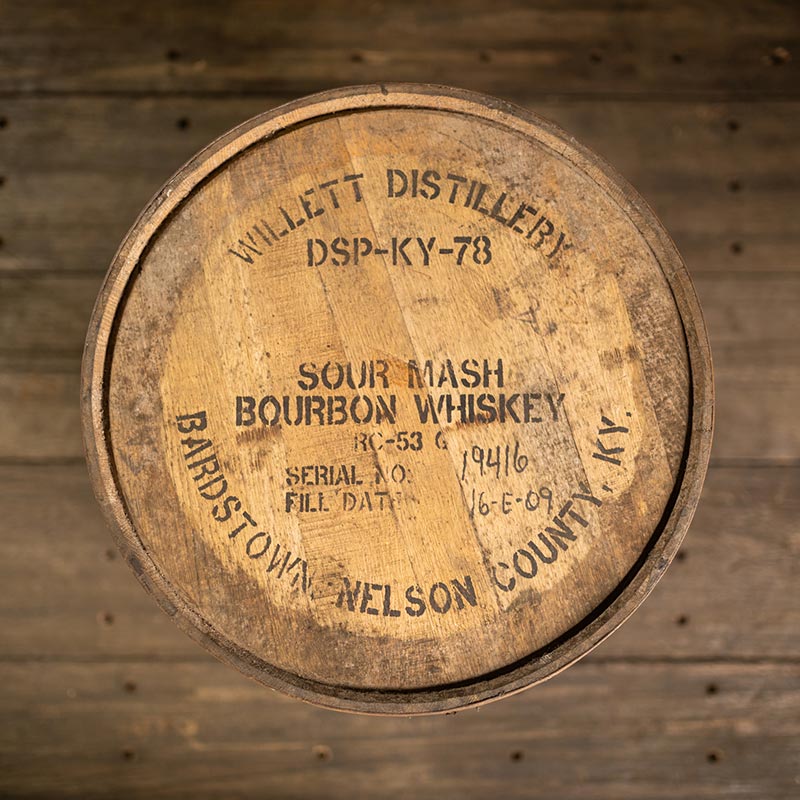 WILLETT DISTILLERY
DSP-KY-78
SOUR MASH
BOURBON WHISKEY
RC-53 G
SERIAL NO: 19416
FILL DATE: 16-E-09
BARDSTOWN, NELSON COUNTY, KY.